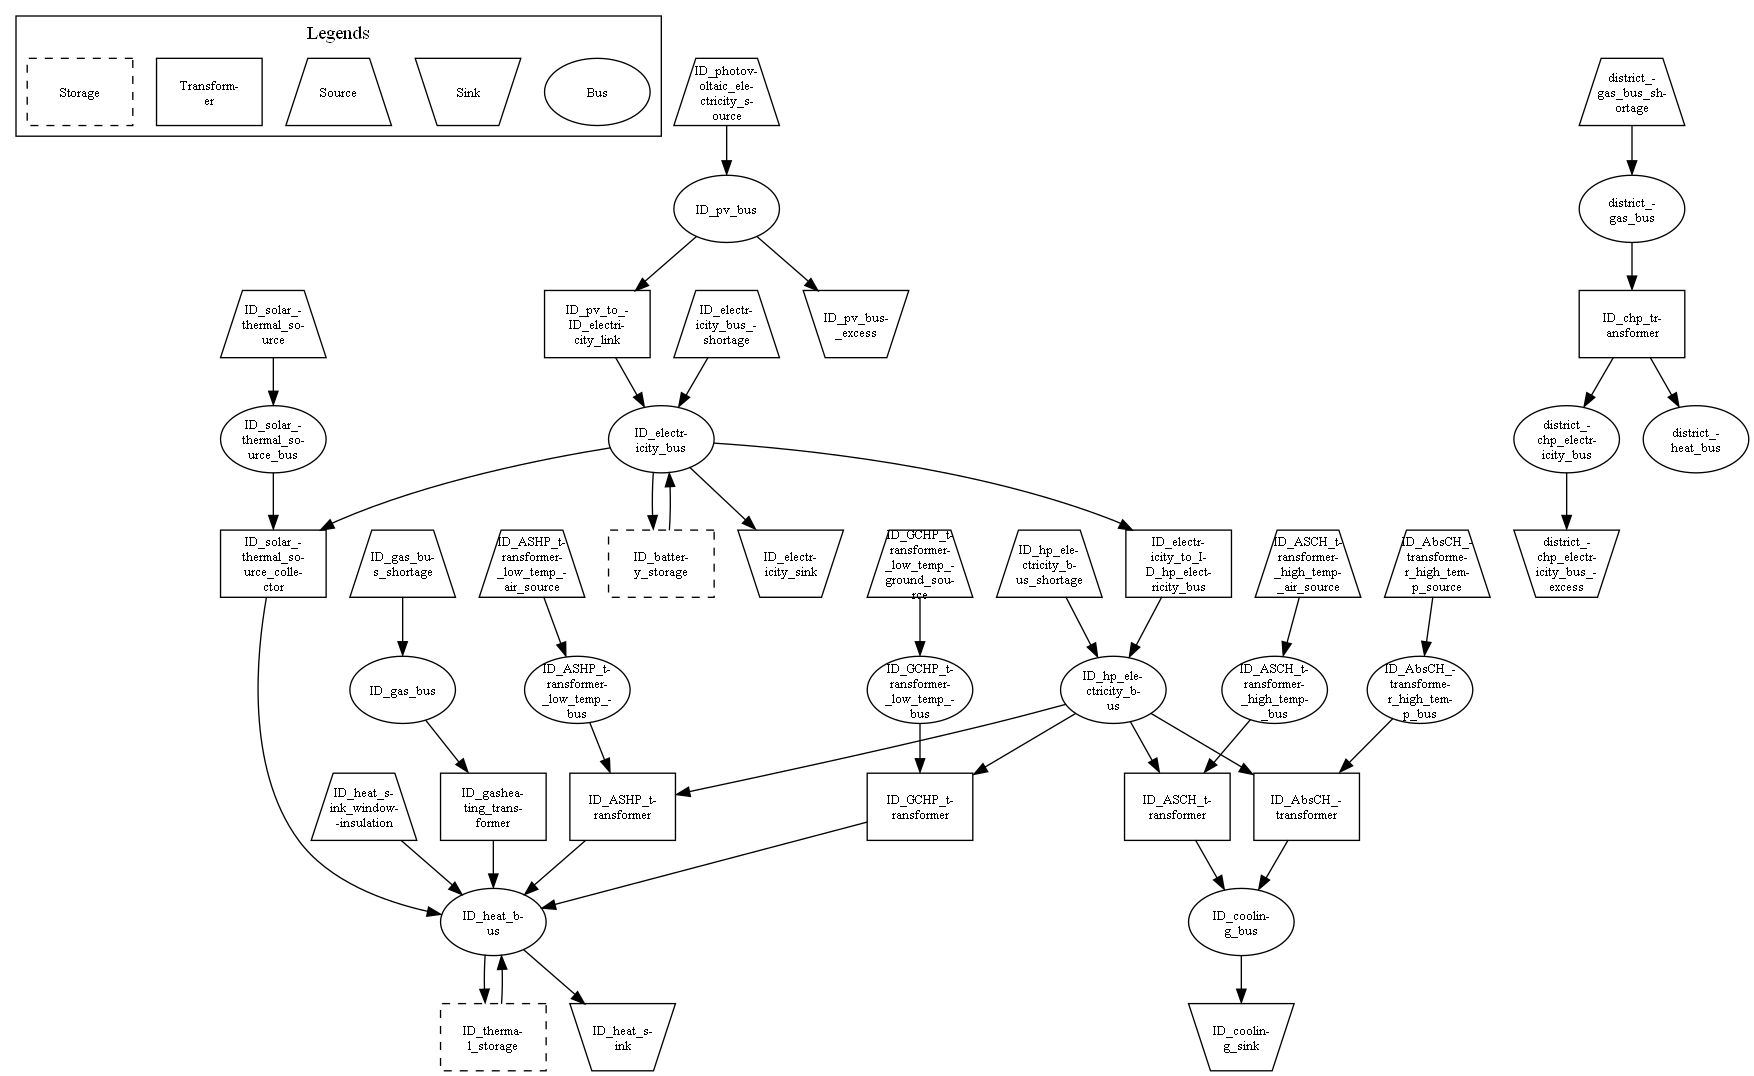 Legends
Storage
Transform-
er
Source
Sink
Bus
ID_photov-
oltaic_ele-
ctricity_s-
ource
district_-
gas_bus_sh-
ortage
ID_pv_bus
district_-
gas_bus
ID_solar_-
thermal_so-
urce
ID_pv_to_-
ID_electri-
city_link
ID_electr-
icity_bus_-
shortage
ID_pv_bus-
_excess
ID_chp_tr-
ansformer
ID_solar_-
thermal_so-
urce_bus
ID_electr-
icity_bus
district_-
chp_electr-
icity_bus
district_-
heat_bus
ID_solar_-
thermal_so-
urce_colle-
ctor
ID_gas_bu-
s_shortage
ID_ASHP_t-
ransformer-
_low_temp_-
air_source
ID_batter-
y_storage
ID_electr-
icity_sink
ID_GCHP_t-
ransformer-
_low_temp_-
ground_sou-
rce
ID_hp_ele-
ctricity_b-
us_shortage
ID_electr-
icity_to_I-
D_hp_elect-
ricity_bus
ID_ASCH_t-
ransformer-
_high_temp-
_air_source
ID_AbsCH_-
transforme-
r_high_tem-
p_source
district_-
chp_electr-
icity_bus_-
excess
ID_gas_bus
ID_ASHP_t-
ransformer-
_low_temp_-
bus
ID_GCHP_t-
ransformer-
_low_temp_-
bus
ID_hp_ele-
ctricity_b-
us
ID_ASCH_t-
ransformer-
_high_temp-
_bus
ID_AbsCH_-
transforme-
r_high_tem-
p_bus
ID_heat_s-
ink_window-
-insulation
ID_gashea-
ting_trans-
former
ID_ASHP_t-
ransformer
ID_GCHP_t-
ransformer
ID_ASCH_t-
ransformer
ID_AbsCH_-
transformer
ID_heat_b-
us
ID_coolin-
g_bus
ID_therma-
l_storage
ID_heat_s-
ink
ID_coolin-
g_sink